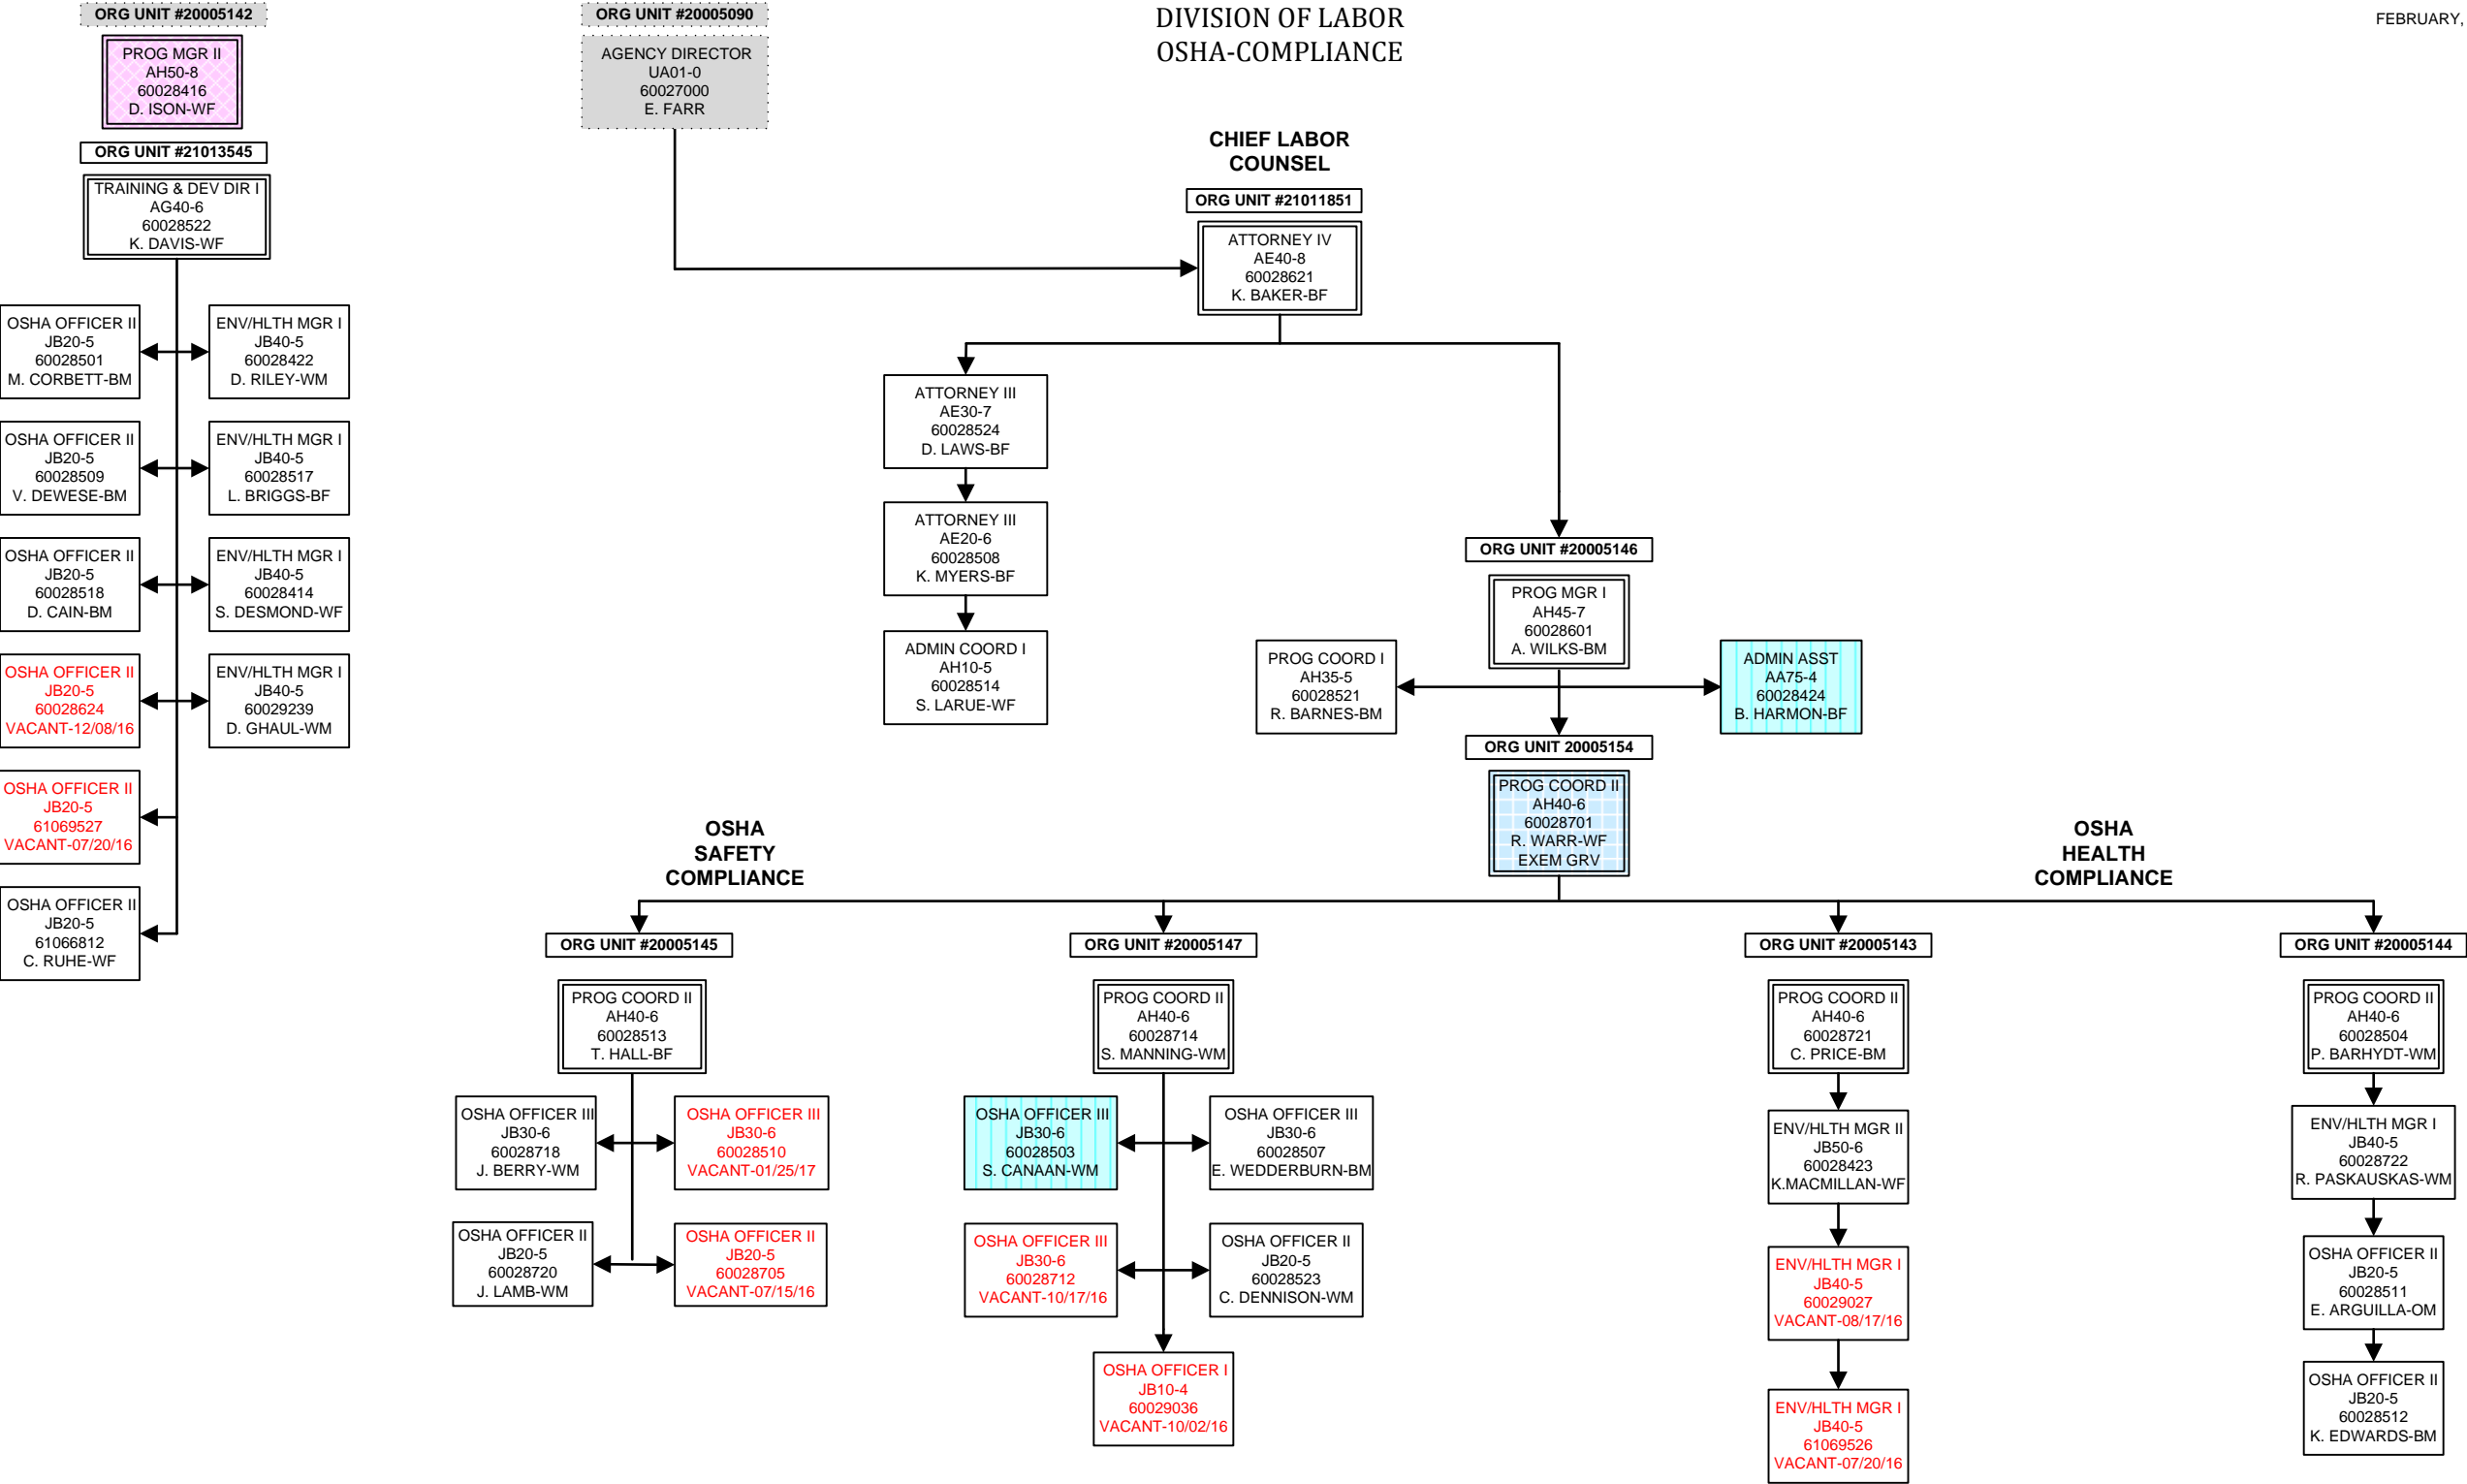 DIVISION OF LABOR
OSHA-COMPLIANCE
FEBRUARY,
ORG UNIT #20005142
PROG MGR II
AH50-8
60028416
D. ISON-WF
ORG UNIT #21013545
TRAINING & DEV DIR I
AG40-6
60028522
K. DAVIS-WF
OSHA OFFICER II
JB20-5
60028501
M. CORBETT-BM
ENV/HLTH MGR I
JB40-5
60028422
D. RILEY-WM
OSHA OFFICER II
JB20-5
60028509
V. DEWESE-BM
ENV/HLTH MGR I
JB40-5
60028517
L. BRIGGS-BF
OSHA OFFICER II
JB20-5
60028518
D. CAIN-BM
ENV/HLTH MGR I
JB40-5
60028414
S. DESMOND-WF
OSHA OFFICER II
JB20-5
60028624
VACANT-12/08/16
ENV/HLTH MGR I
JB40-5
60029239
D. GHAUL-WM
OSHA OFFICER II
JB20-5
61069527
VACANT-07/20/16
OSHA OFFICER II
JB20-5
61066812
C. RUHE-WF
ORG UNIT #20005090
AGENCY DIRECTOR
UA01-0
60027000
E. FARR
CHIEF LABOR
COUNSEL
ORG UNIT #21011851
ATTORNEY IV
AE40-8
60028621
K. BAKER-BF
ATTORNEY III
AE30-7
60028524
D. LAWS-BF
ATTORNEY III
AE20-6
60028508
K. MYERS-BF
ADMIN COORD I
AH10-5
60028514
S. LARUE-WF
ORG UNIT #20005146
PROG MGR I
AH45-7
60028601
A. WILKS-BM
PROG COORD I
AH35-5
60028521
R. BARNES-BM
ADMIN ASST
AA75-4
60028424
B. HARMON-BF
ORG UNIT 20005154
PROG COORD II
AH40-6
60028701
R. WARR-WF
EXEM GRV
OSHA
SAFETY
COMPLIANCE
OSHA
HEALTH
COMPLIANCE
ORG UNIT #20005145
PROG COORD II
AH40-6
60028513
T. HALL-BF
OSHA OFFICER III
JB30-6
60028718
J. BERRY-WM
OSHA OFFICER III
JB30-6
60028510
VACANT-01/25/17
OSHA OFFICER II
JB20-5
60028720
J. LAMB-WM
OSHA OFFICER II
JB20-5
60028705
VACANT-07/15/16
ORG UNIT #20005147
PROG COORD II
AH40-6
60028714
S. MANNING-WM
OSHA OFFICER III
JB30-6
60028503
S. CANAAN-WM
OSHA OFFICER III
JB30-6
60028507
E. WEDDERBURN-BM
OSHA OFFICER III
JB30-6
60028712
VACANT-10/17/16
OSHA OFFICER II
JB20-5
60028523
C. DENNISON-WM
OSHA OFFICER I
JB10-4
60029036
VACANT-10/02/16
ORG UNIT #20005143
PROG COORD II
AH40-6
60028721
C. PRICE-BM
ENV/HLTH MGR II
JB50-6
60028423
K.MACMILLAN-WF
ENV/HLTH MGR I
JB40-5
60029027
VACANT-08/17/16
ENV/HLTH MGR I
JB40-5
61069526
VACANT-07/20/16
ORG UNIT #20005144
PROG COORD II
AH40-6
60028504
P. BARHYDT-WM
ENV/HLTH MGR I
JB40-5
60028722
R. PASKAUSKAS-WM
OSHA OFFICER II
JB20-5
60028511
E. ARGUILLA-OM
OSHA OFFICER II
JB20-5
60028512
K. EDWARDS-BM